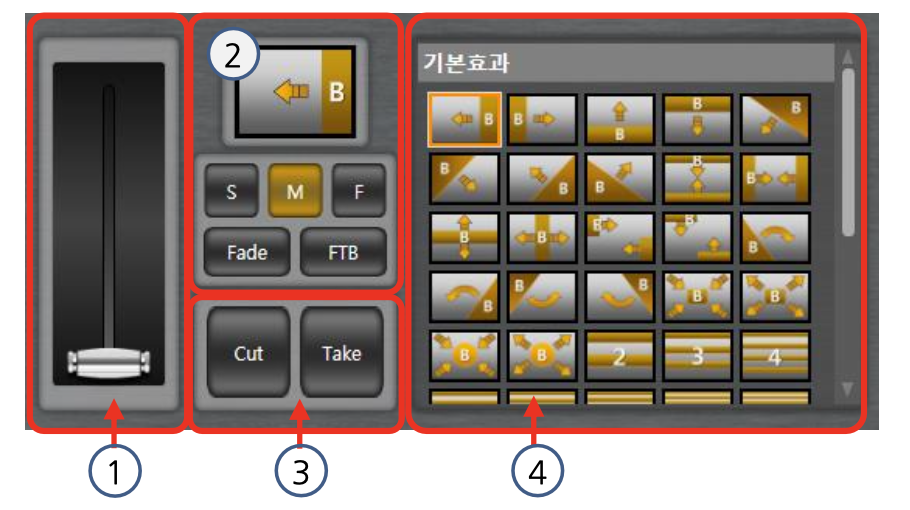 2
B
S M F
Fade FTB
Cut Take
기본효과
B B B B B
B B B B B
B B B B B
B B B B B
B B 2 3 4
1 3 4